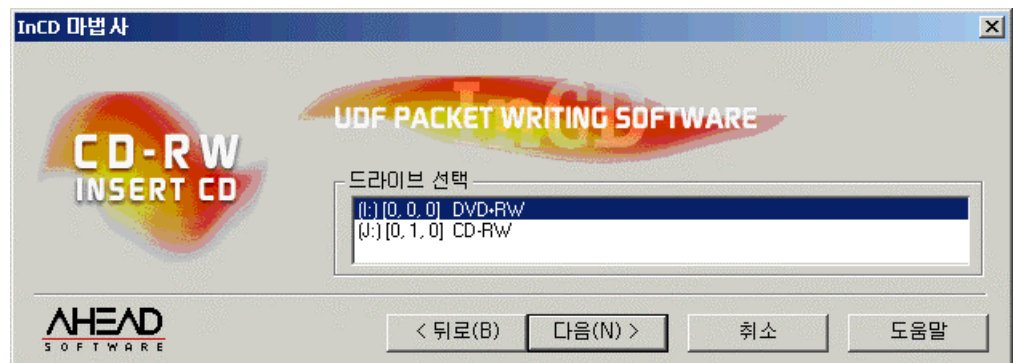 InCD 마법사
InCD
UDF PACKET WRITING SOFTWARE
CD-RW
INSERT CD
드라이브 선택
(I:) [0, 0, 0] DVD+RW
(J:) [0, 1, 0] CD-RW
AHEAD
SOFTWARE
< 뒤로(B)
다음(N) >
취소
도움말